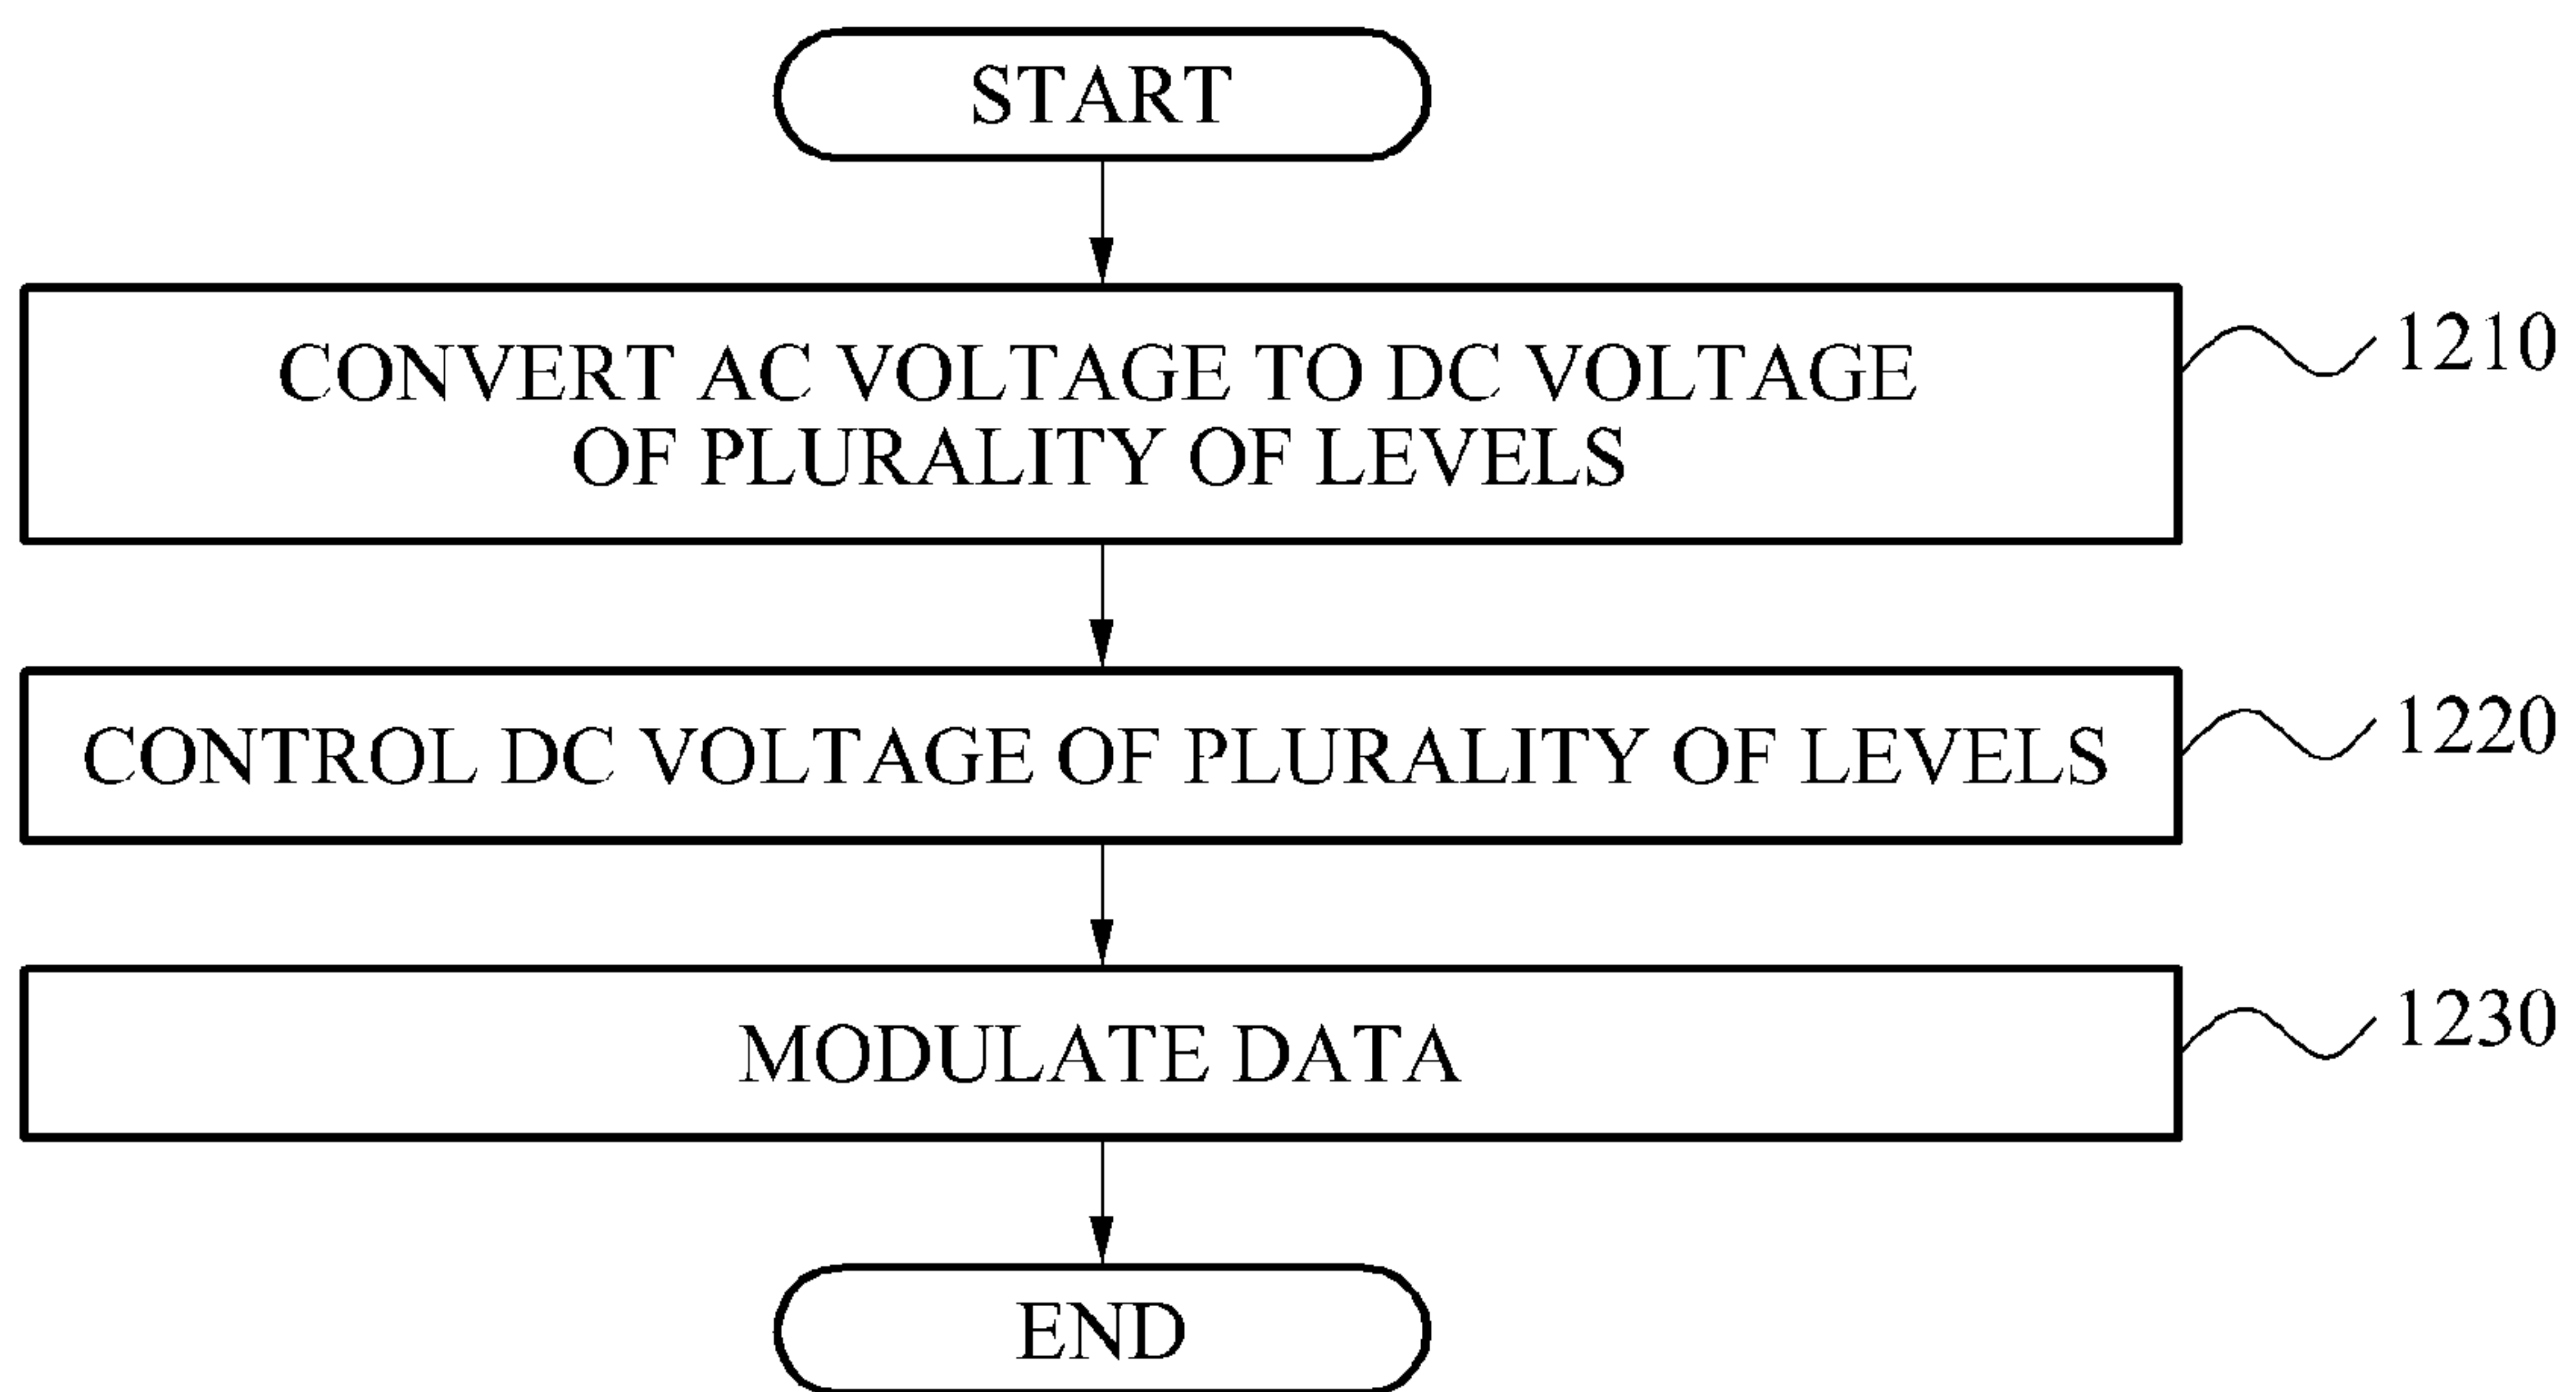 START
CONVERT AC VOLTAGE TO DC VOLTAGE
OF PLURALITY OF LEVELS
1210
CONTROL DC VOLTAGE OF PLURALITY OF LEVELS
1220
MODULATE DATA
1230
END